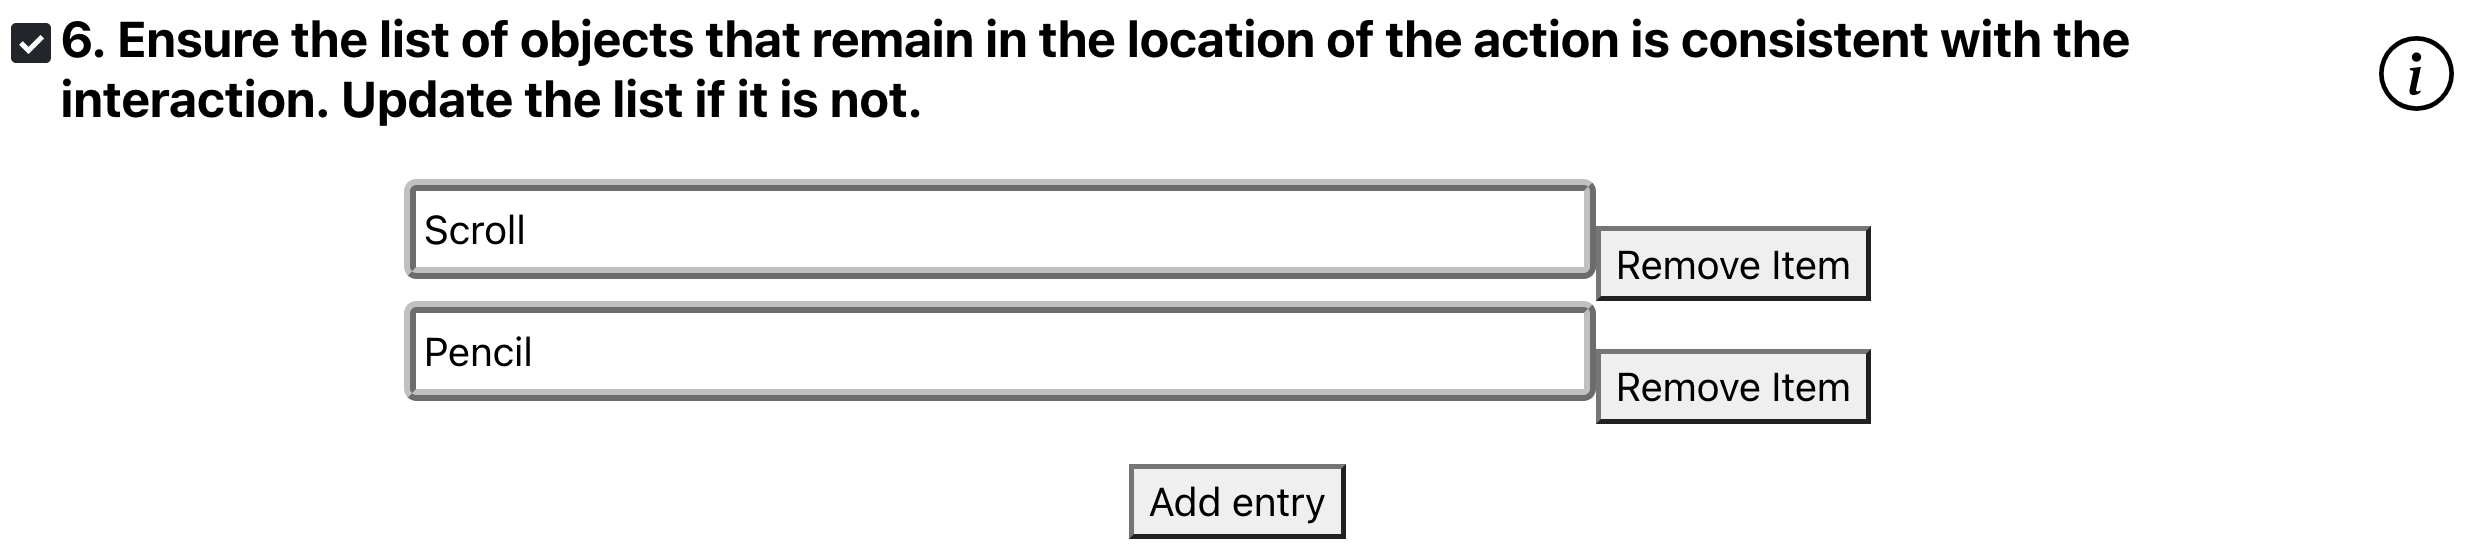 6. Ensure the list of objects that remain in the location of the action is consistent with the
interaction. Update the list if it is not.
i
Scroll
Remove Item
Pencil
Remove Item
Add entry